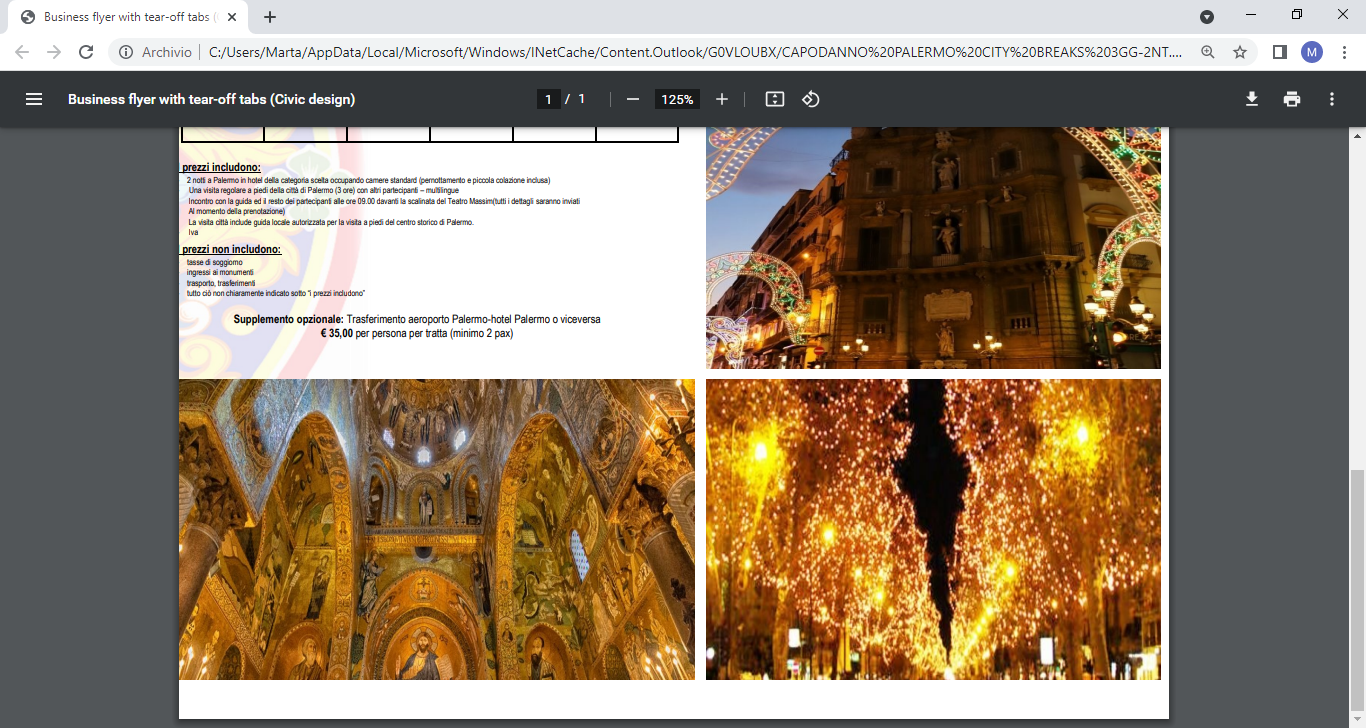 Business flyer with tear-off tabs (
Archivio
C:/Users/Marta/AppData/Local/Microsoft/Windows/INetCache/Content.Outlook/G0VLOUBX/CAPODANNO%20PALERMO%20CITY%20BREAKS%203GG-2NT....
M
Business flyer with tear-off tabs (Civic design)
1 / 1
125%
prezzi includono:
2 notti a Palermo in hotel della categoria scelta occupando camere standard (pernottamento e piccola colazione inclusa)
Una visita regolare a piedi della città di Palermo (3 ore) con altri partecipanti – multilingue
Incontro con la guida ed il resto dei partecipanti alle ore 09.00 davanti la scalinata del Teatro Massim(tutti i dettagli saranno inviati
Al momento della prenotazione)
La visita città include guida locale autorizzata per la visita a piedi del centro storico di Palermo.
Iva
prezzi non includono:
tasse di soggiorno
ingressi ai monumenti
trasporto, trasferimenti
tutto ciò non chiaramente indicato sotto "i prezzi includono"
Supplemento opzionale: Trasferimento aeroporto Palermo-hotel Palermo o viceversa
€ 35,00 per persona per tratta (minimo 2 pax)